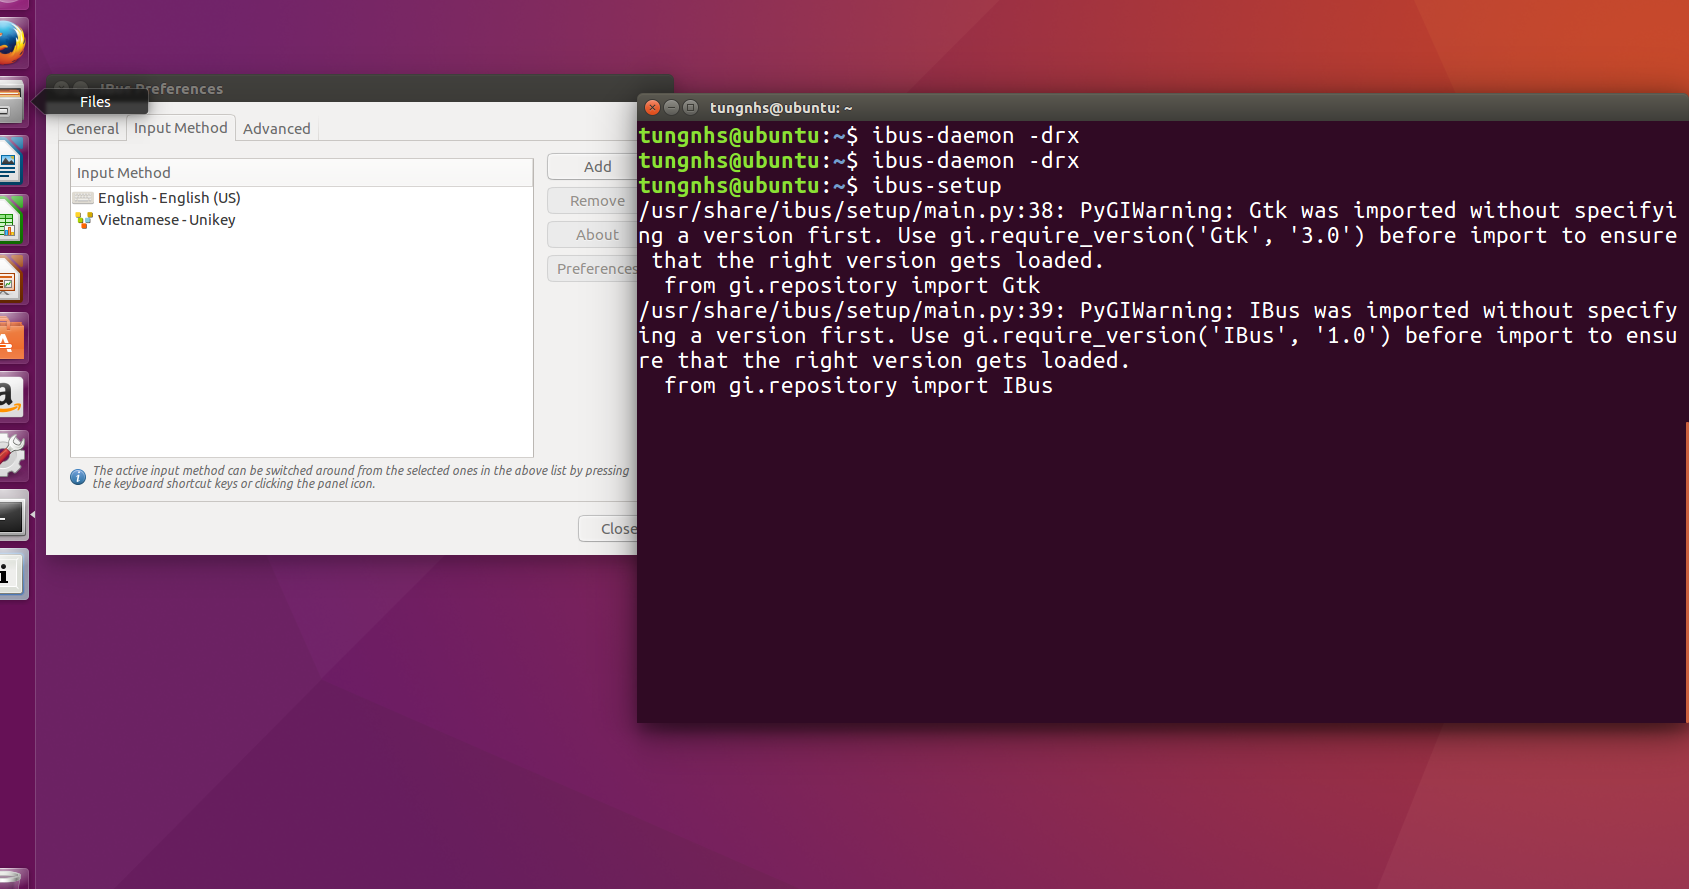 IBus Preferences
Files
General
Input Method
Advanced
Input Method
English - English (US)
Vietnamese - Unikey
Add
Remove
About
Preferences
The active input method can be switched around from the selected ones in the above list by pressing
the keyboard shortcut keys or clicking the panel icon.
Close
tungnhs@ubuntu: ~
tungnhs@ubuntu:~$ ibus-daemon -drx
tungnhs@ubuntu:~$ ibus-daemon -drx
tungnhs@ubuntu:~$ ibus-setup
/usr/share/ibus/setup/main.py:38: PyGIWarning: Gtk was imported without specifyi
ng a version first. Use gi.require_version('Gtk', '3.0') before import to ensure
 that the right version gets loaded.
  from gi.repository import Gtk
/usr/share/ibus/setup/main.py:39: PyGIWarning: IBus was imported without specify
ing a version first. Use gi.require_version('IBus', '1.0') before import to ensu
re that the right version gets loaded.
  from gi.repository import IBus